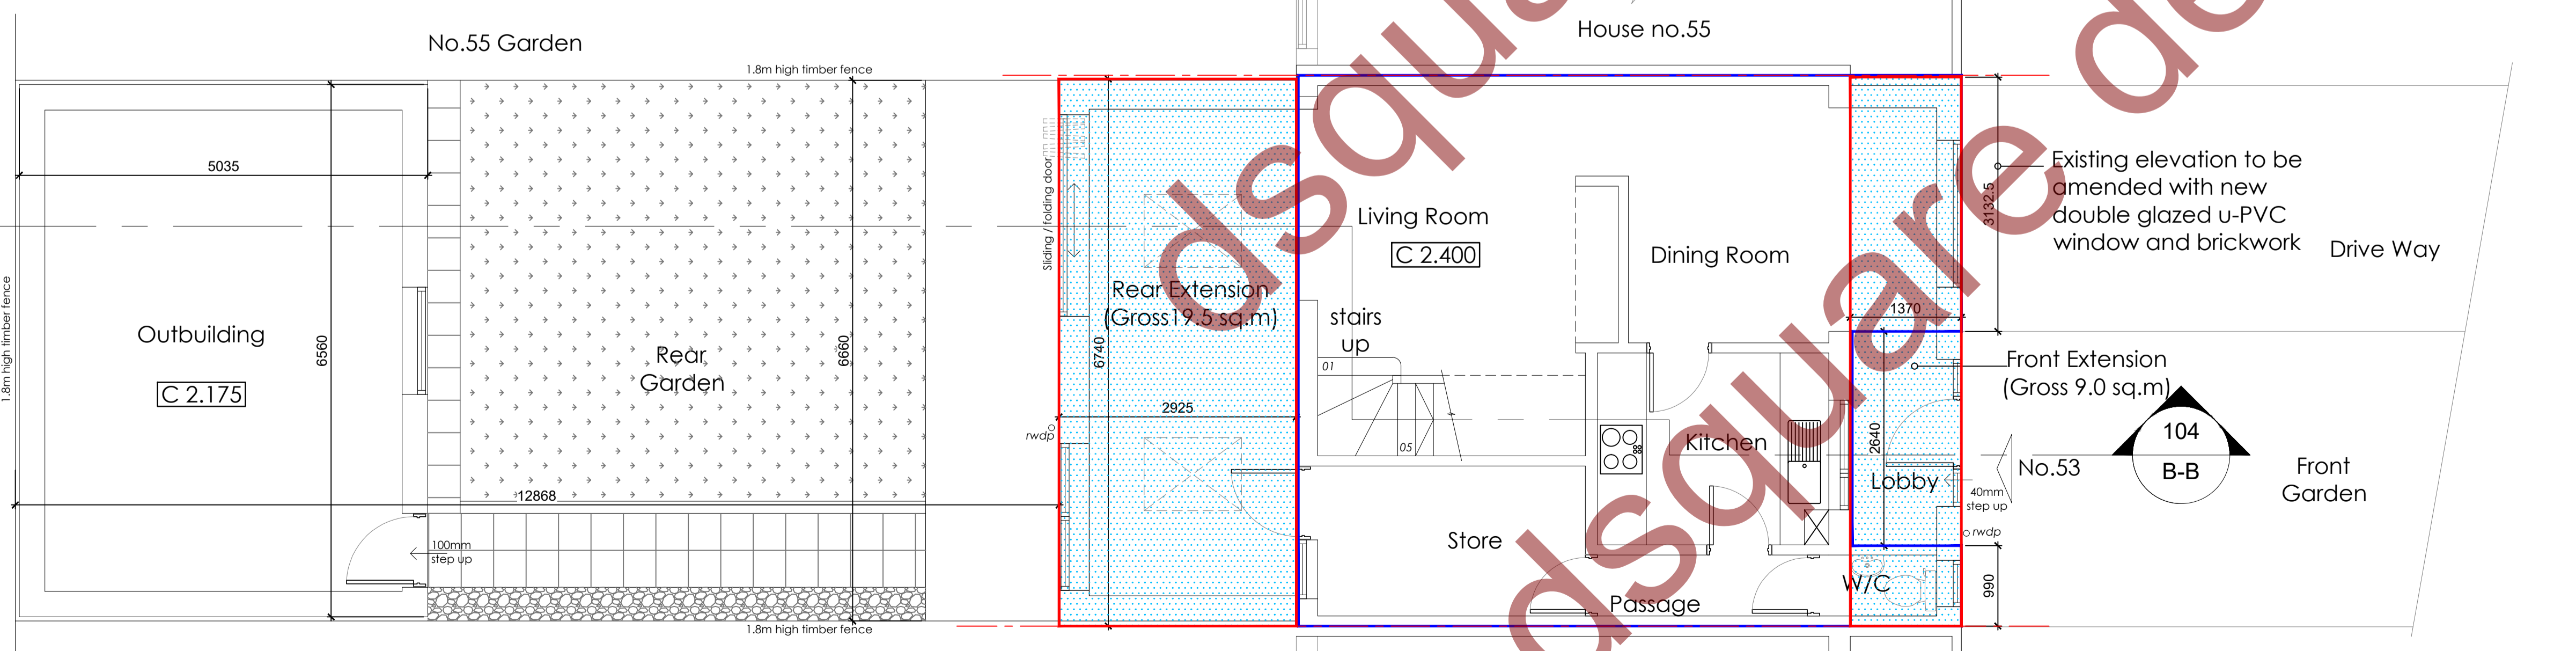 No.55 Garden
House no.55
1.8m high timber fence
5035
Outbuilding
C 2.175
6560
1.8m high timber fence
Rear
Garden
6660
12868
100mm
step up
1.8m high timber fence
Sliding / folding door
Rear Extension
(Gross19.5 sq.m)
6740
2925
rwdp
Living Room
C 2.400
stairs
up
01
05
Dining Room
Kitchen
Store
Passage
W/C
Lobby
2640
1370
3132.5
990
Existing elevation to be
amended with new
double glazed u-PVC
window and brickwork
Drive Way
Front Extension
(Gross 9.0 sq.m)
104
B-B
No.53
40mm
step up
rwdp
Front
Garden
dsquare de
dsquare